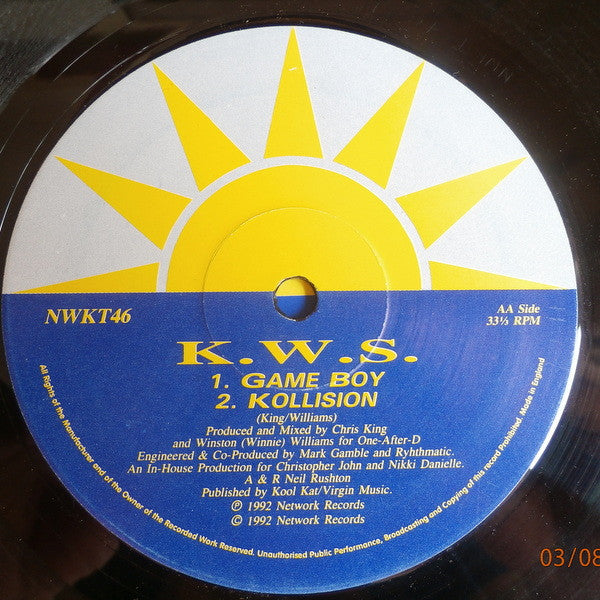 NWKT46
AA Side
33⅓ RPM
K.W.S.
1. GAME BOY
2. KOLLISION
(King/Williams)
Produced and Mixed by Chris King
and Winston (Winnie) Williams for One-After-D
Engineered & Co-Produced by Mark Gamble and Ryhthmatic.
An In-House Production for Christopher John and Nikki Danielle.
A & R Neil Rushton
Published by Kool Kat/Virgin Music.
℗ 1992 Network Records
© 1992 Network Records
All Rights of the Manufacturer and of the Owner of the Recorded Work Reserved. Unauthorised Public Performance, Broadcasting and Copying of this record Prohibited. Made in England
03/08